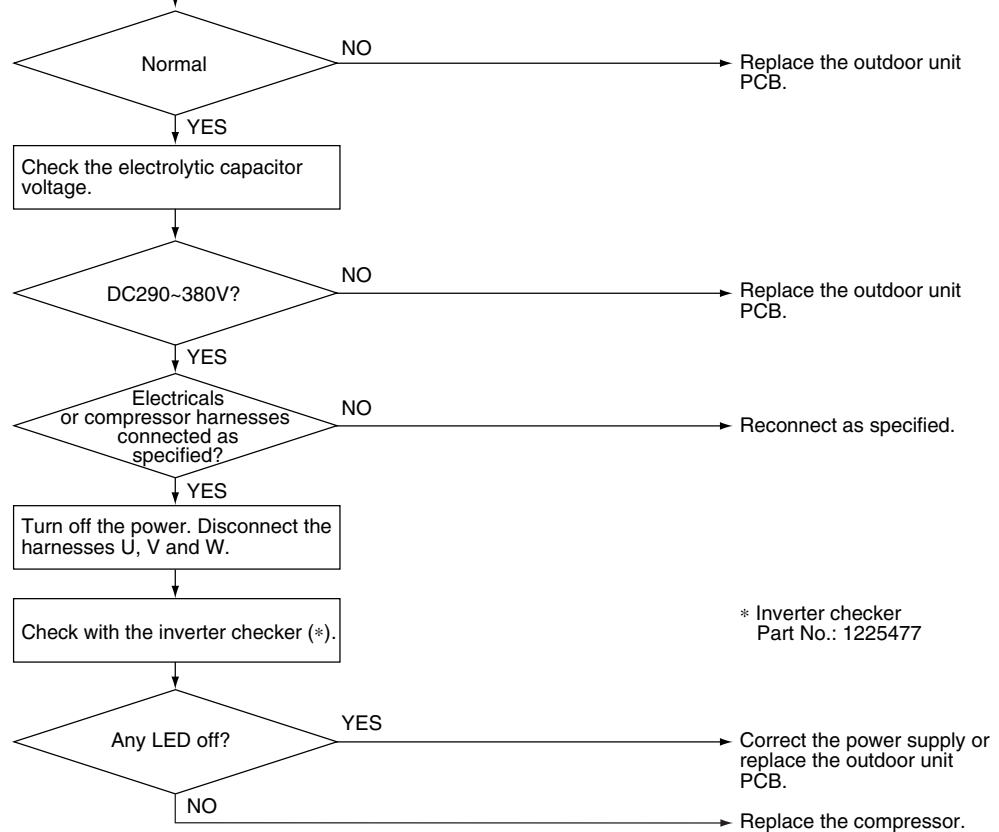 NO
Normal
Replace the outdoor unit
PCB.
YES
Check the electrolytic capacitor
voltage.
NO
DC290~380V?
Replace the outdoor unit
PCB.
YES
Electricals
or compressor harnesses
connected as
specified?
NO
Reconnect as specified.
YES
Turn off the power. Disconnect the
harnesses U, V and W.
Check with the inverter checker (*).
* Inverter checker
Part No.: 1225477
YES
Any LED off?
Correct the power supply or
replace the outdoor unit
PCB.
NO
Replace the compressor.